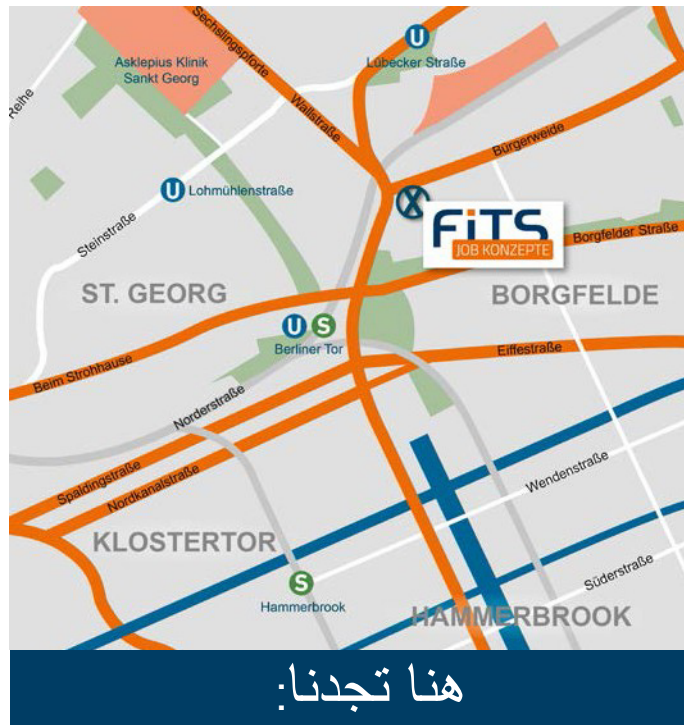 Sechslingspforte
U
Asklepius Klinik
Sankt Georg
Lübecker Straße
Wallstraße
Reihe
Bürgerweide
U Lohmühlenstraße
X
FiTS
JOB KONZEPTE
Steinstraße
Borgfelder Straße
ST. GEORG
BORGFELDE
U S
Berliner Tor
Eiffestraße
Beim Strohhause
Norderstraße
Spaldingstraße
Wendenstraße
Nordkanalstraße
KLOSTERTOR
S
Hammerbrook
Süderstraße
HAMMERBROOK
هنا تجدنا: